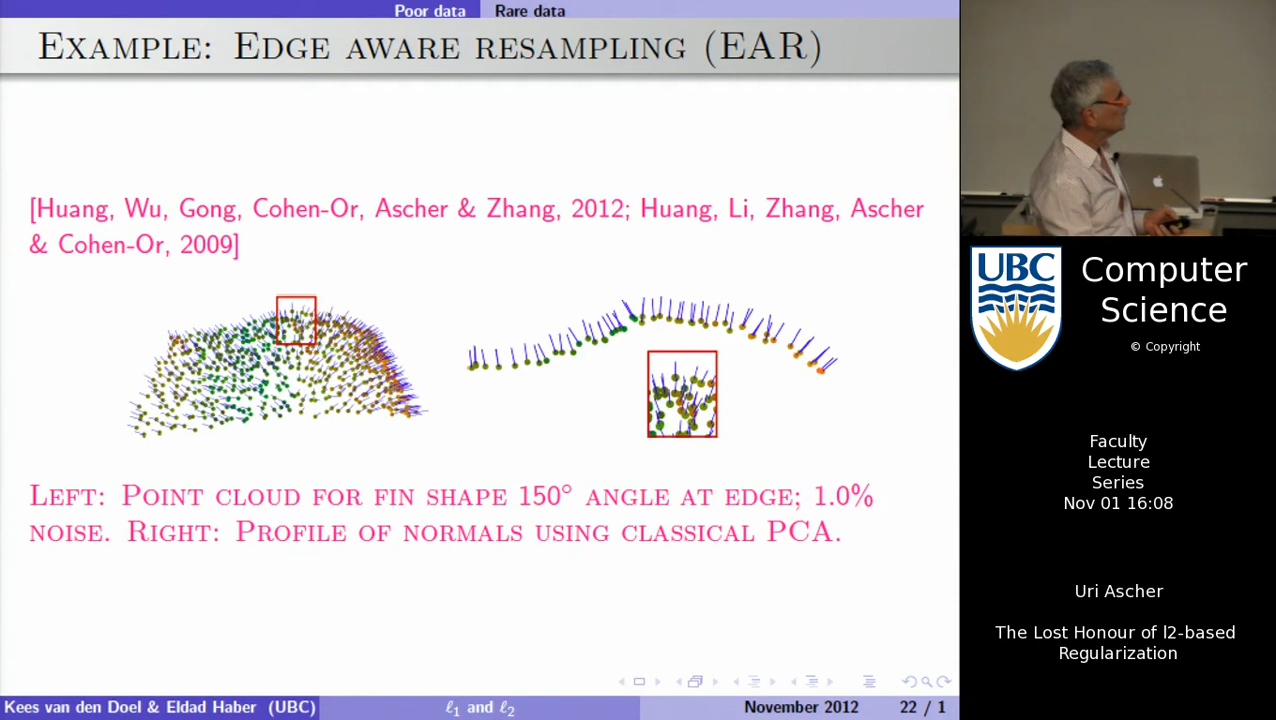 Poor data Rare data
Example: Edge aware resampling (EAR)
[Huang, Wu, Gong, Cohen-Or, Ascher & Zhang, 2012; Huang, Li, Zhang, Ascher
& Cohen-Or, 2009]
Left: Point cloud for fin shape 150° angle at edge; 1.0%
noise. Right: Profile of normals using classical PCA.
Kees van den Doel & Eldad Haber (UBC) ℓ1 and ℓ2 November 2012 22 / 1
UBC
Computer
Science
© Copyright
Faculty
Lecture
Series
Nov 01 16:08
Uri Ascher
The Lost Honour of l2-based
Regularization